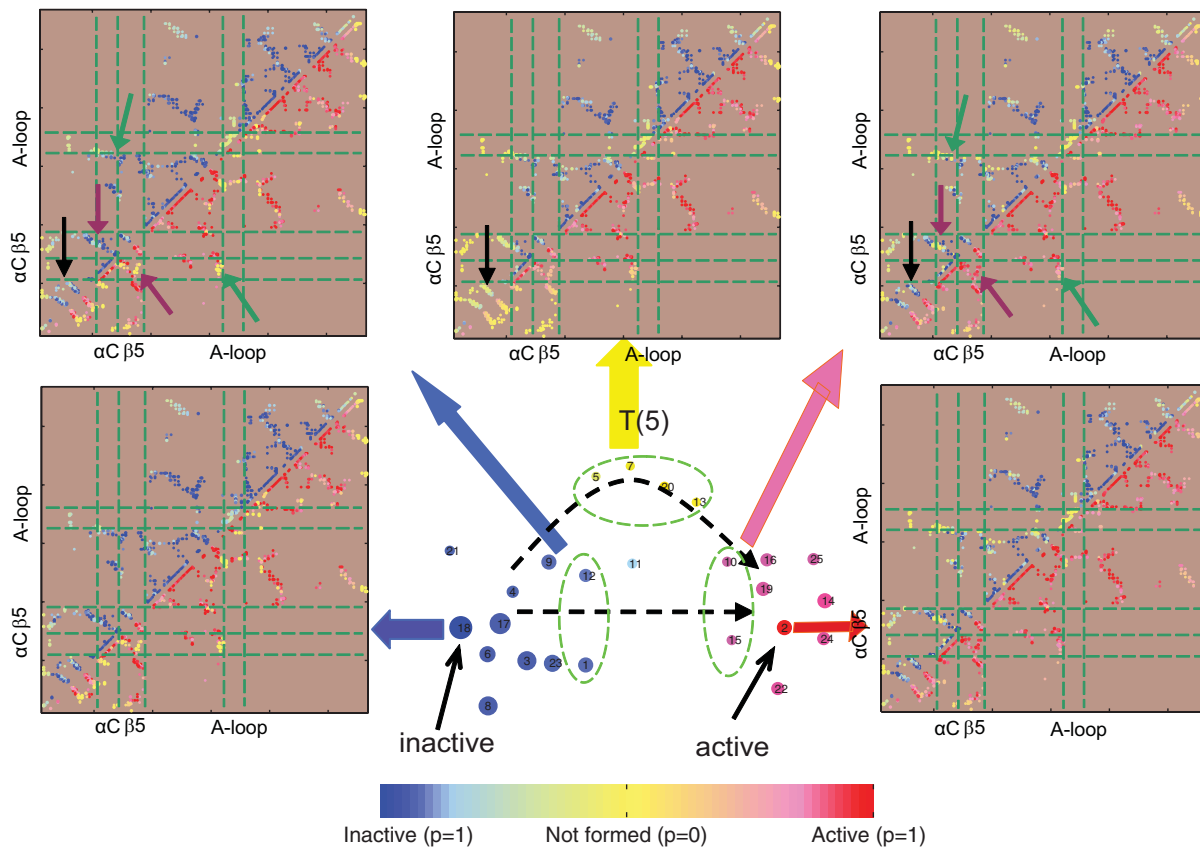 A-loop
αC β5
αC β5
A-loop
A-loop
αC β5
αC β5
A-loop
A-loop
αC β5
αC β5
A-loop
A-loop
αC β5
αC β5
A-loop
T(5)
7
5
20
13
21
9
12
11
10
16
25
4
19
14
18
17
2
6
15
24
3
23
1
22
8
inactive
active
A-loop
αC β5
αC β5
A-loop
Inactive (p=1)
Not formed (p=0)
Active (p=1)